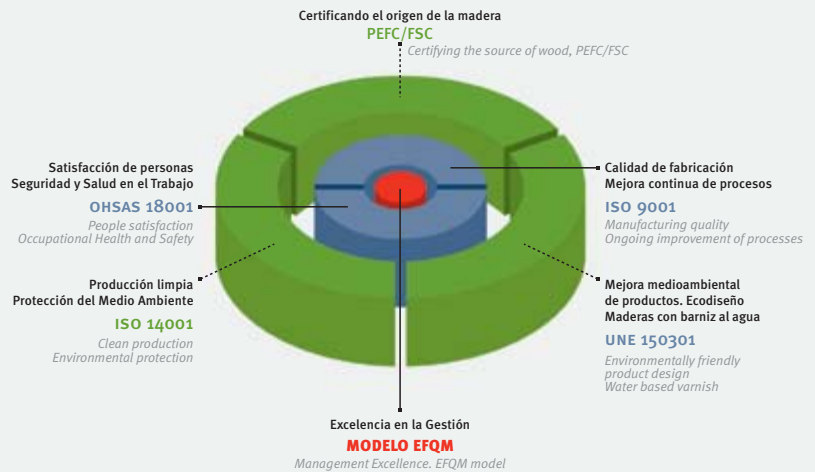 Certificando el origen de la madera
PEFC/FSC
Certifying the source of wood, PEFC/FSC
Satisfacción de personas
Seguridad y Salud en el Trabajo
OHSAS 18001
People satisfaction
Occupational Health and Safety
Calidad de fabricación
Mejora continua de procesos
ISO 9001
Manufacturing quality
Ongoing improvement of processes
Producción limpia
Protección del Medio Ambiente
ISO 14001
Clean production
Environmental protection
Mejora medioambiental
de productos. Ecodiseño
Maderas con barniz al agua
UNE 150301
Environmentally friendly
product design
Water based varnish
Excelencia en la Gestión
MODELO EFQM
Management Excellence. EFQM model